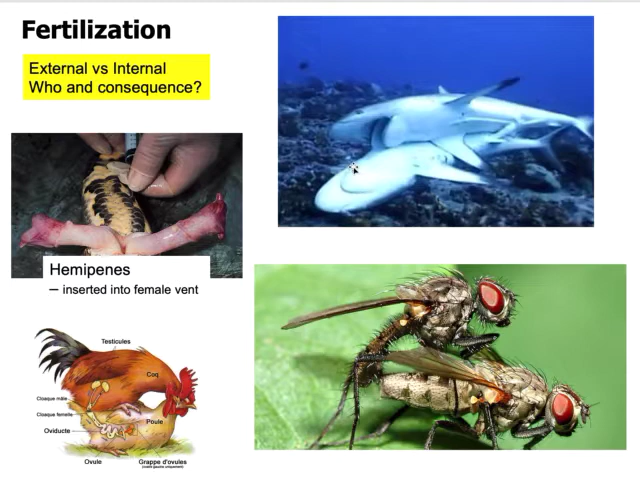 Fertilization
External vs Internal
Who and consequence?
Hemipenes
– inserted into female vent
Testicules
Coq
Cloaque mâle
Cloaque femelle
Poule
Oviducte
Ovule
Grappe d'ovules